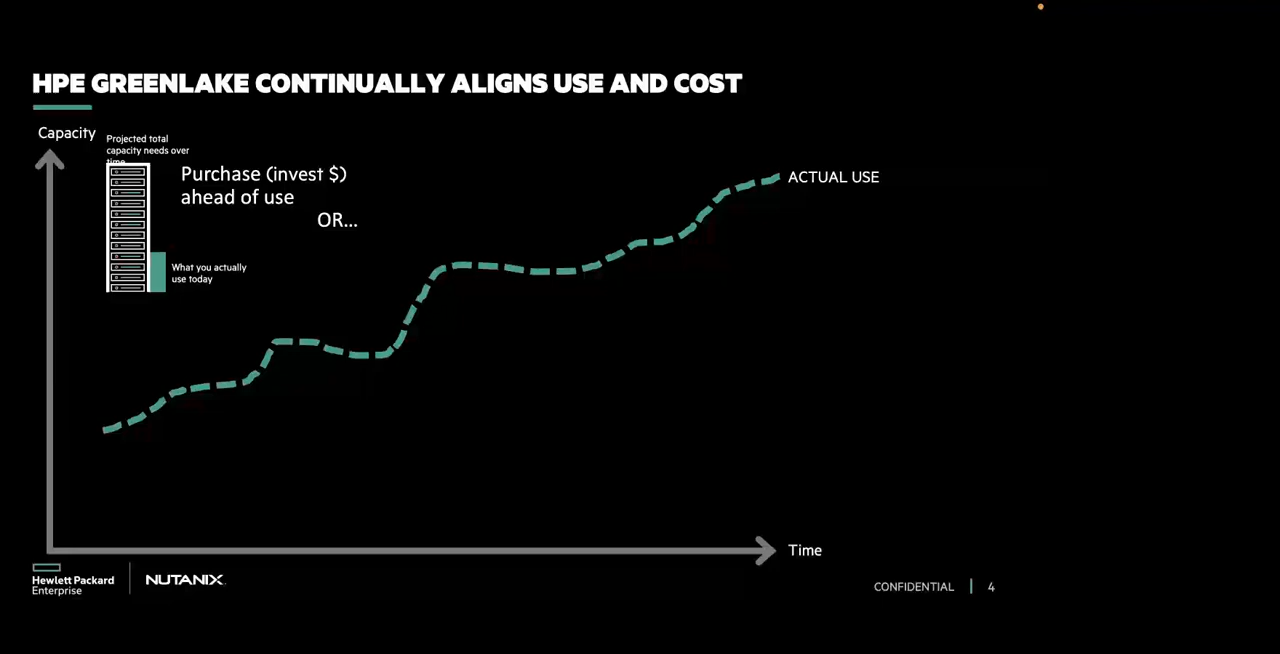 HPE GREENLAKE CONTINUALLY ALIGNS USE AND COST
Capacity
Projected total
capacity needs over
time
Purchase (invest $)
ahead of use
OR...
ACTUAL USE
What you actually
use today
Time
Hewlett Packard
Enterprise
NUTANIX
CONFIDENTIAL
4